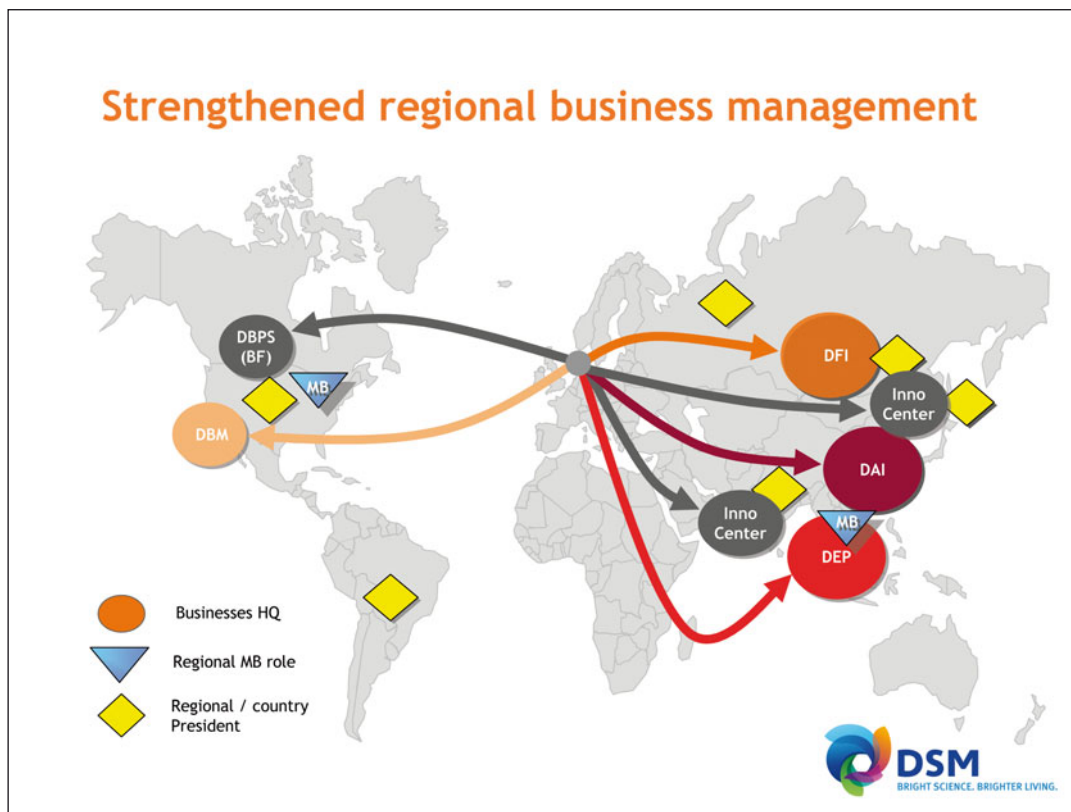 Strengthened regional business management
DBPS
(BF)
MB
DBM
DFI
Inno
Center
DAI
Inno
Center
MB
DEP
Businesses HQ
Regional MB role
Regional / country
President
DSM
BRIGHT SCIENCE. BRIGHTER LIVING.